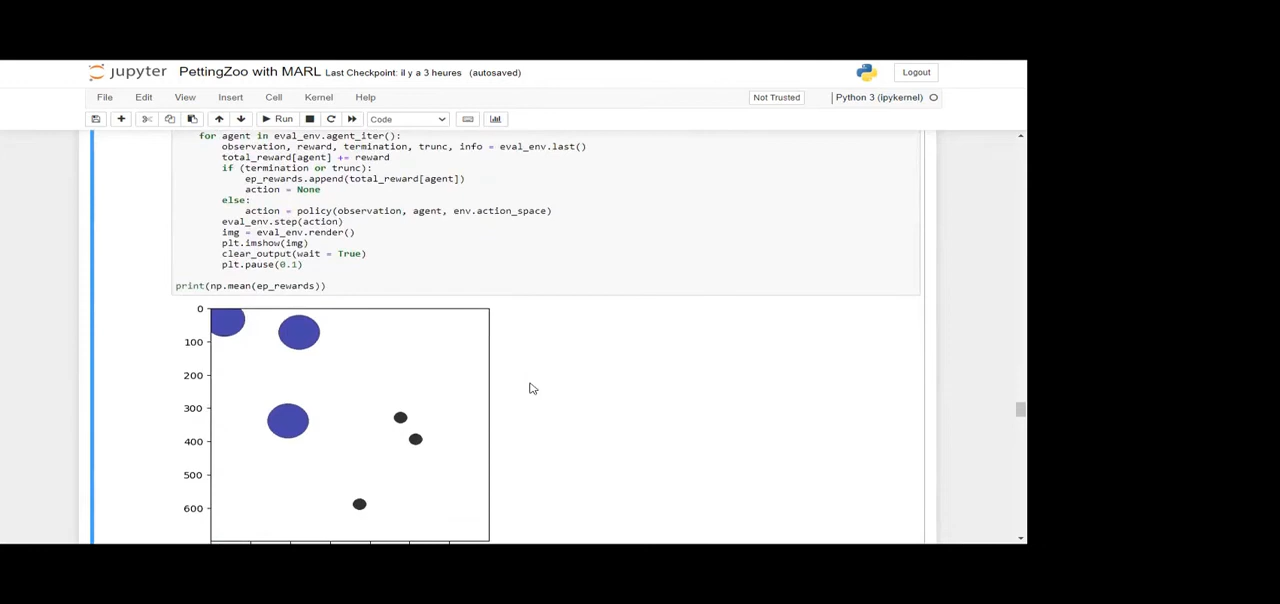 jupyter PettingZoo with MARL Last Checkpoint: il y a 3 heures (autosaved) Logout
File Edit View Insert Cell Kernel Help Not Trusted Python 3 (ipykernel)
Run Code
for agent in eval_env.agent_iter():
observation, reward, termination, trunc, info = eval_env.last()
total_reward[agent] += reward
if (termination or trunc):
ep_rewards.append(total_reward[agent])
action = None
else:
action = policy(observation, agent, env.action_space)
eval_env.step(action)
img = eval_env.render()
plt.imshow(img)
clear_output(wait = True)
plt.pause(0.1)
print(np.mean(ep_rewards))
0
100
200
300
400
500
600